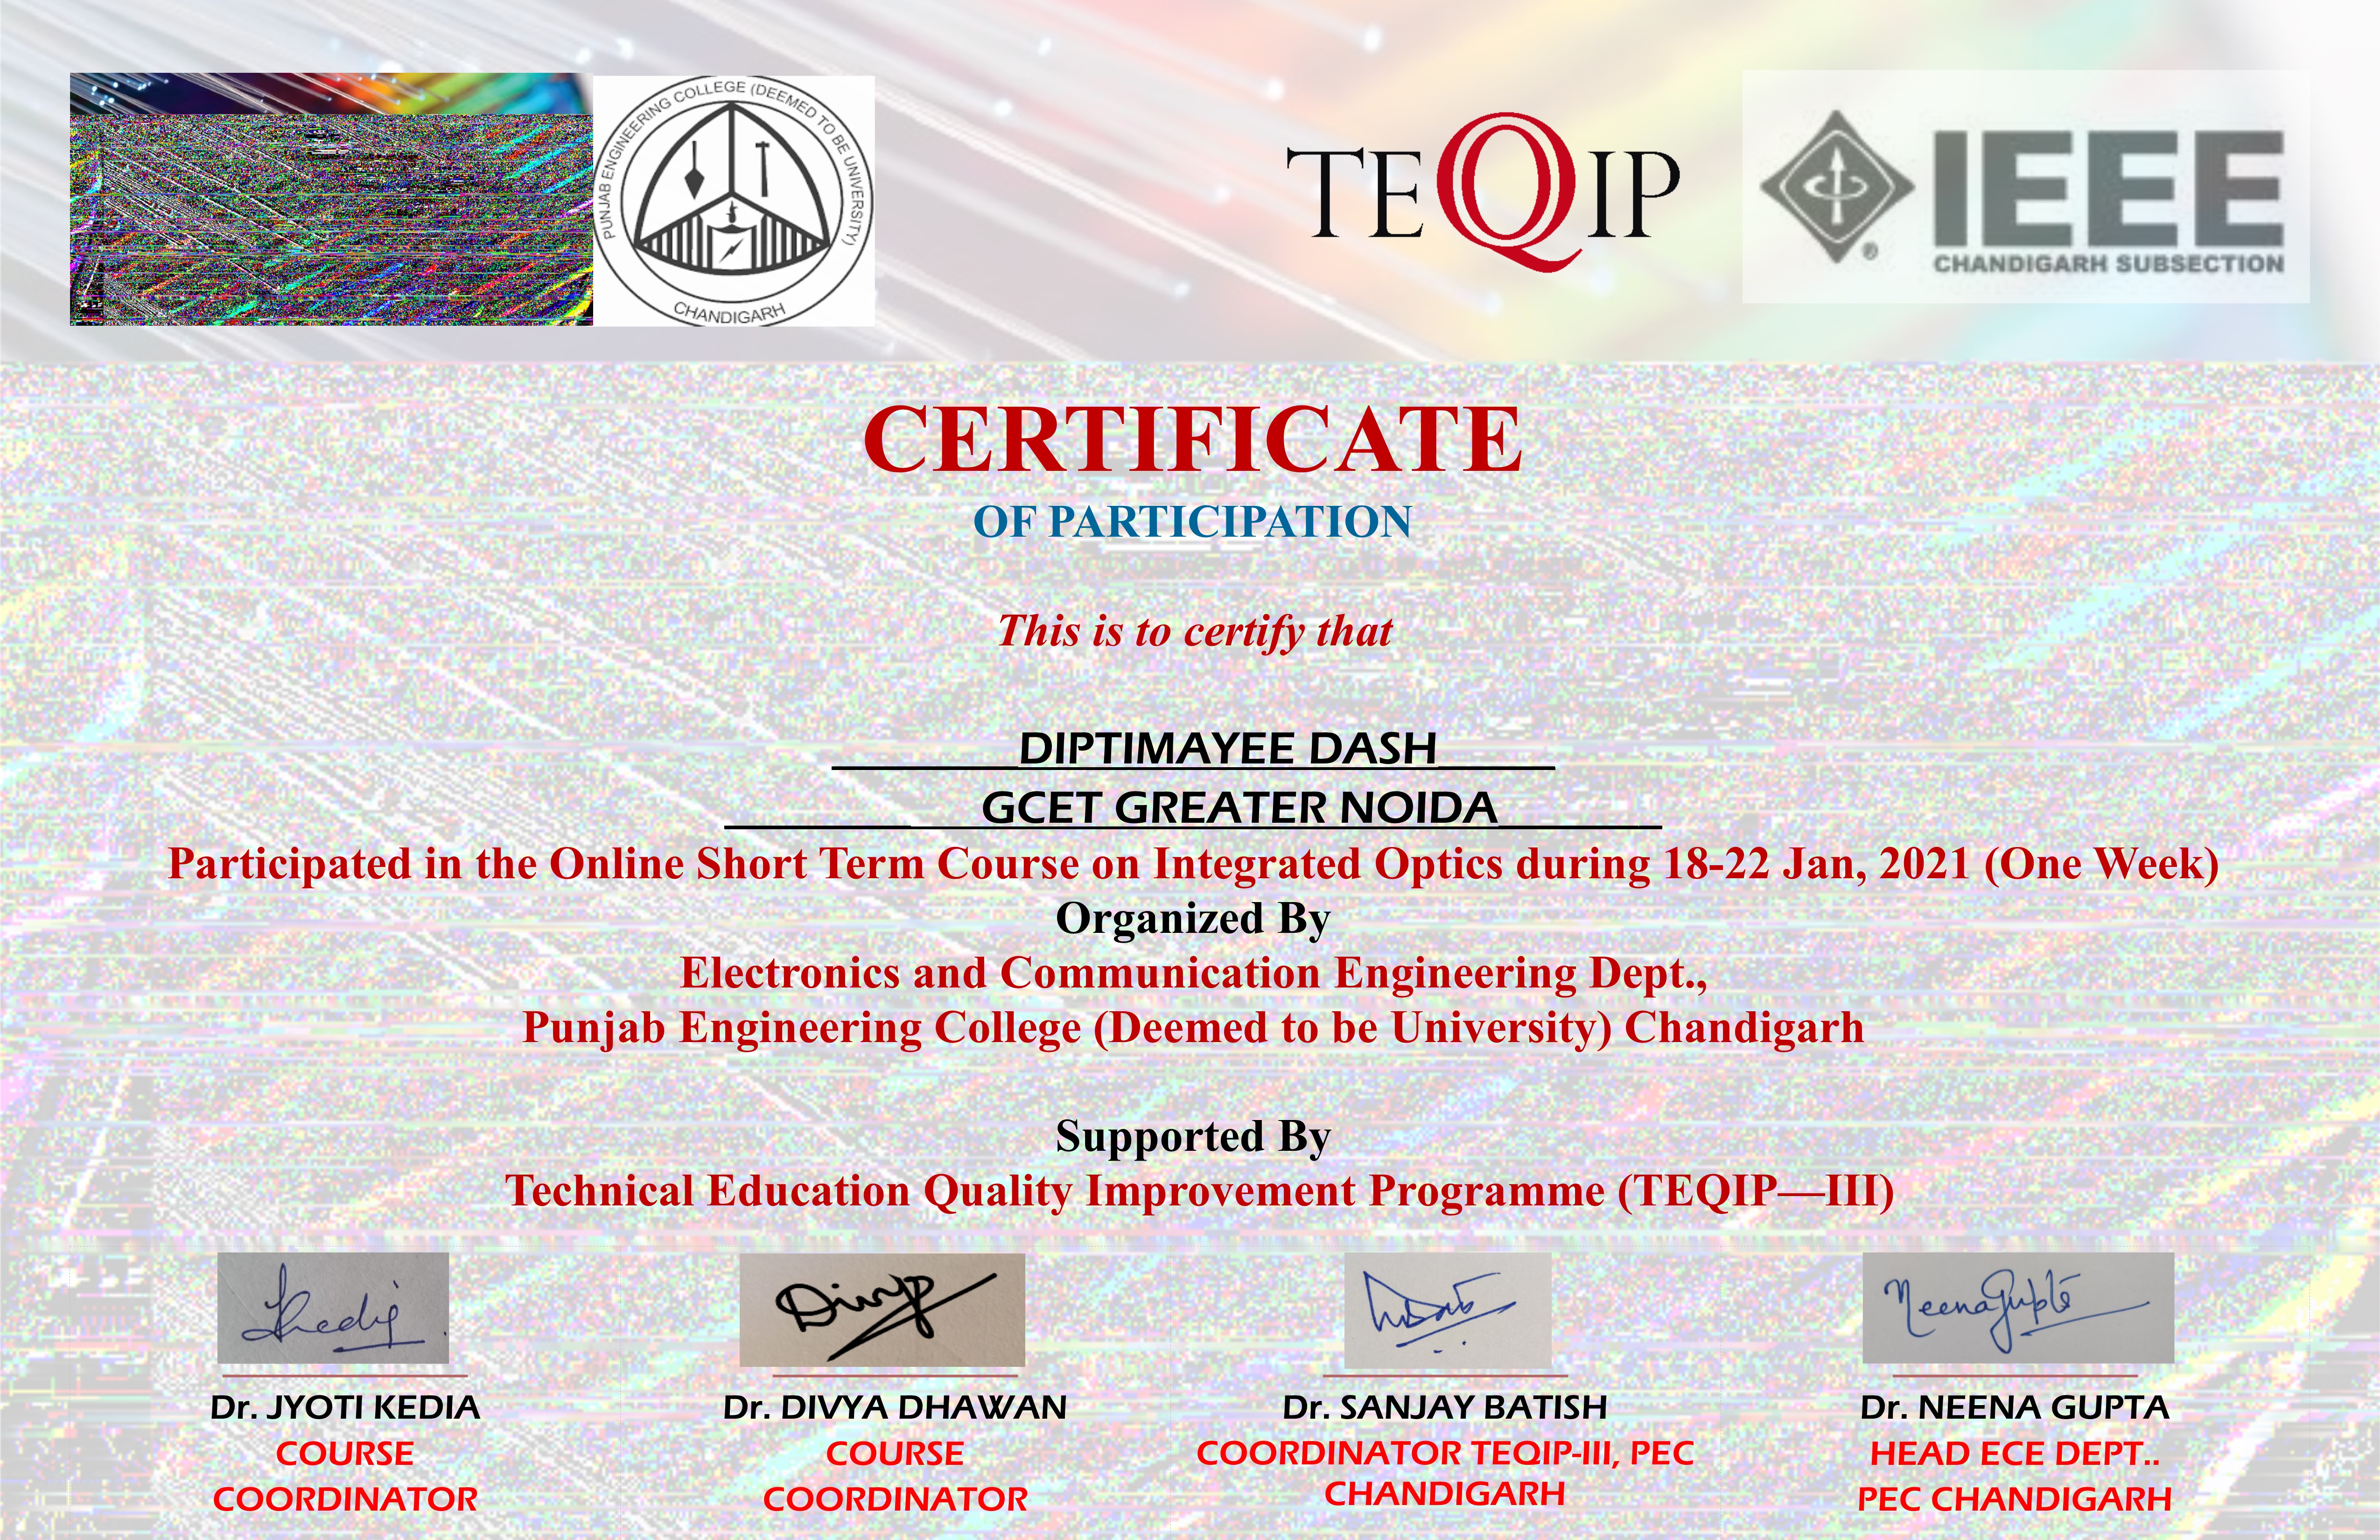 PUNJAB ENGINEERING COLLEGE (DEEMED TO BE UNIVERSITY)
CHANDIGARH
TEQIP
IEEE
®
CHANDIGARH SUBSECTION
CERTIFICATE
OF PARTICIPATION
This is to certify that
DIPTIMAYEE DASH
GCET GREATER NOIDA
Participated in the Online Short Term Course on Integrated Optics during 18-22 Jan, 2021 (One Week)
Organized By
Electronics and Communication Engineering Dept.,
Punjab Engineering College (Deemed to be University) Chandigarh
Supported By
Technical Education Quality Improvement Programme (TEQIP—III)
Kedia
Divya
Neena Gupta
Dr. JYOTI KEDIA
COURSE
COORDINATOR
Dr. DIVYA DHAWAN
COURSE
COORDINATOR
Dr. SANJAY BATISH
COORDINATOR TEQIP-III, PEC
CHANDIGARH
Dr. NEENA GUPTA
HEAD ECE DEPT..
PEC CHANDIGARH